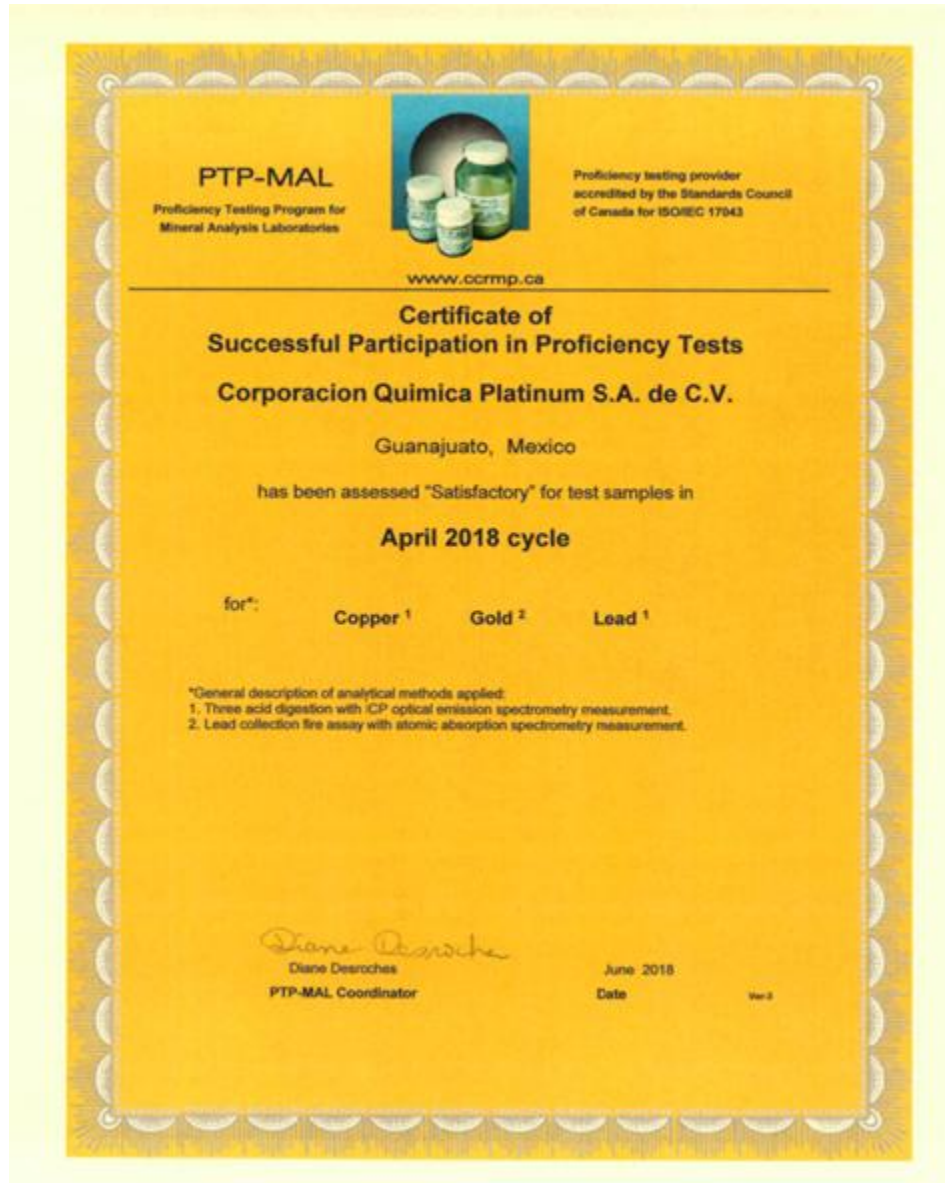 PTP-MAL
Proficiency Testing Program for
Mineral Analysis Laboratories
Proficiency testing provider
accredited by the Standards Council
of Canada for ISO/IEC 17043
www.ccrmp.ca
Certificate of
Successful Participation in Proficiency Tests
Corporacion Quimica Platinum S.A. de C.V.
Guanajuato, Mexico
has been assessed "Satisfactory" for test samples in
April 2018 cycle
for*:
Copper ¹ Gold ² Lead ¹
*General description of analytical methods applied:
1. Three acid digestion with ICP optical emission spectrometry measurement.
2. Lead collection fire assay with atomic absorption spectrometry measurement.
Diane Desroches
Diane Desroches June 2018
PTP-MAL Coordinator Date